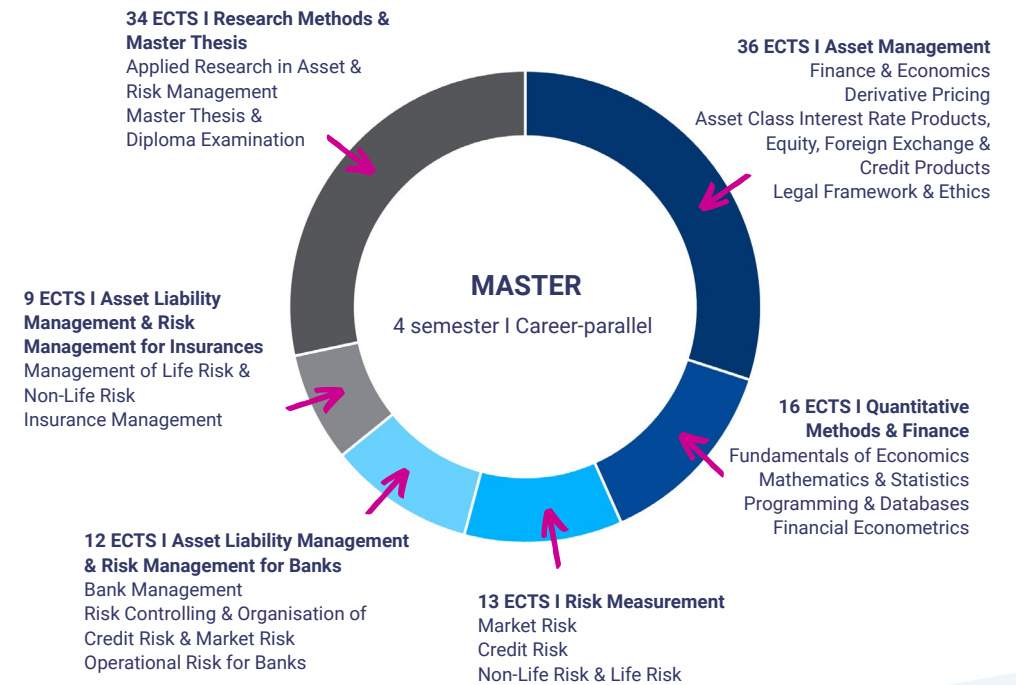 34 ECTS I Research Methods &
Master Thesis
Applied Research in Asset &
Risk Management
Master Thesis &
Diploma Examination
36 ECTS I Asset Management
Finance & Economics
Derivative Pricing
Asset Class Interest Rate Products,
Equity, Foreign Exchange &
Credit Products
Legal Framework & Ethics
MASTER
4 semester I Career-parallel
9 ECTS I Asset Liability
Management & Risk
Management for Insurances
Management of Life Risk &
Non-Life Risk
Insurance Management
16 ECTS I Quantitative
Methods & Finance
Fundamentals of Economics
Mathematics & Statistics
Programming & Databases
Financial Econometrics
12 ECTS I Asset Liability Management
& Risk Management for Banks
Bank Management
Risk Controlling & Organisation of
Credit Risk & Market Risk
Operational Risk for Banks
13 ECTS I Risk Measurement
Market Risk
Credit Risk
Non-Life Risk & Life Risk